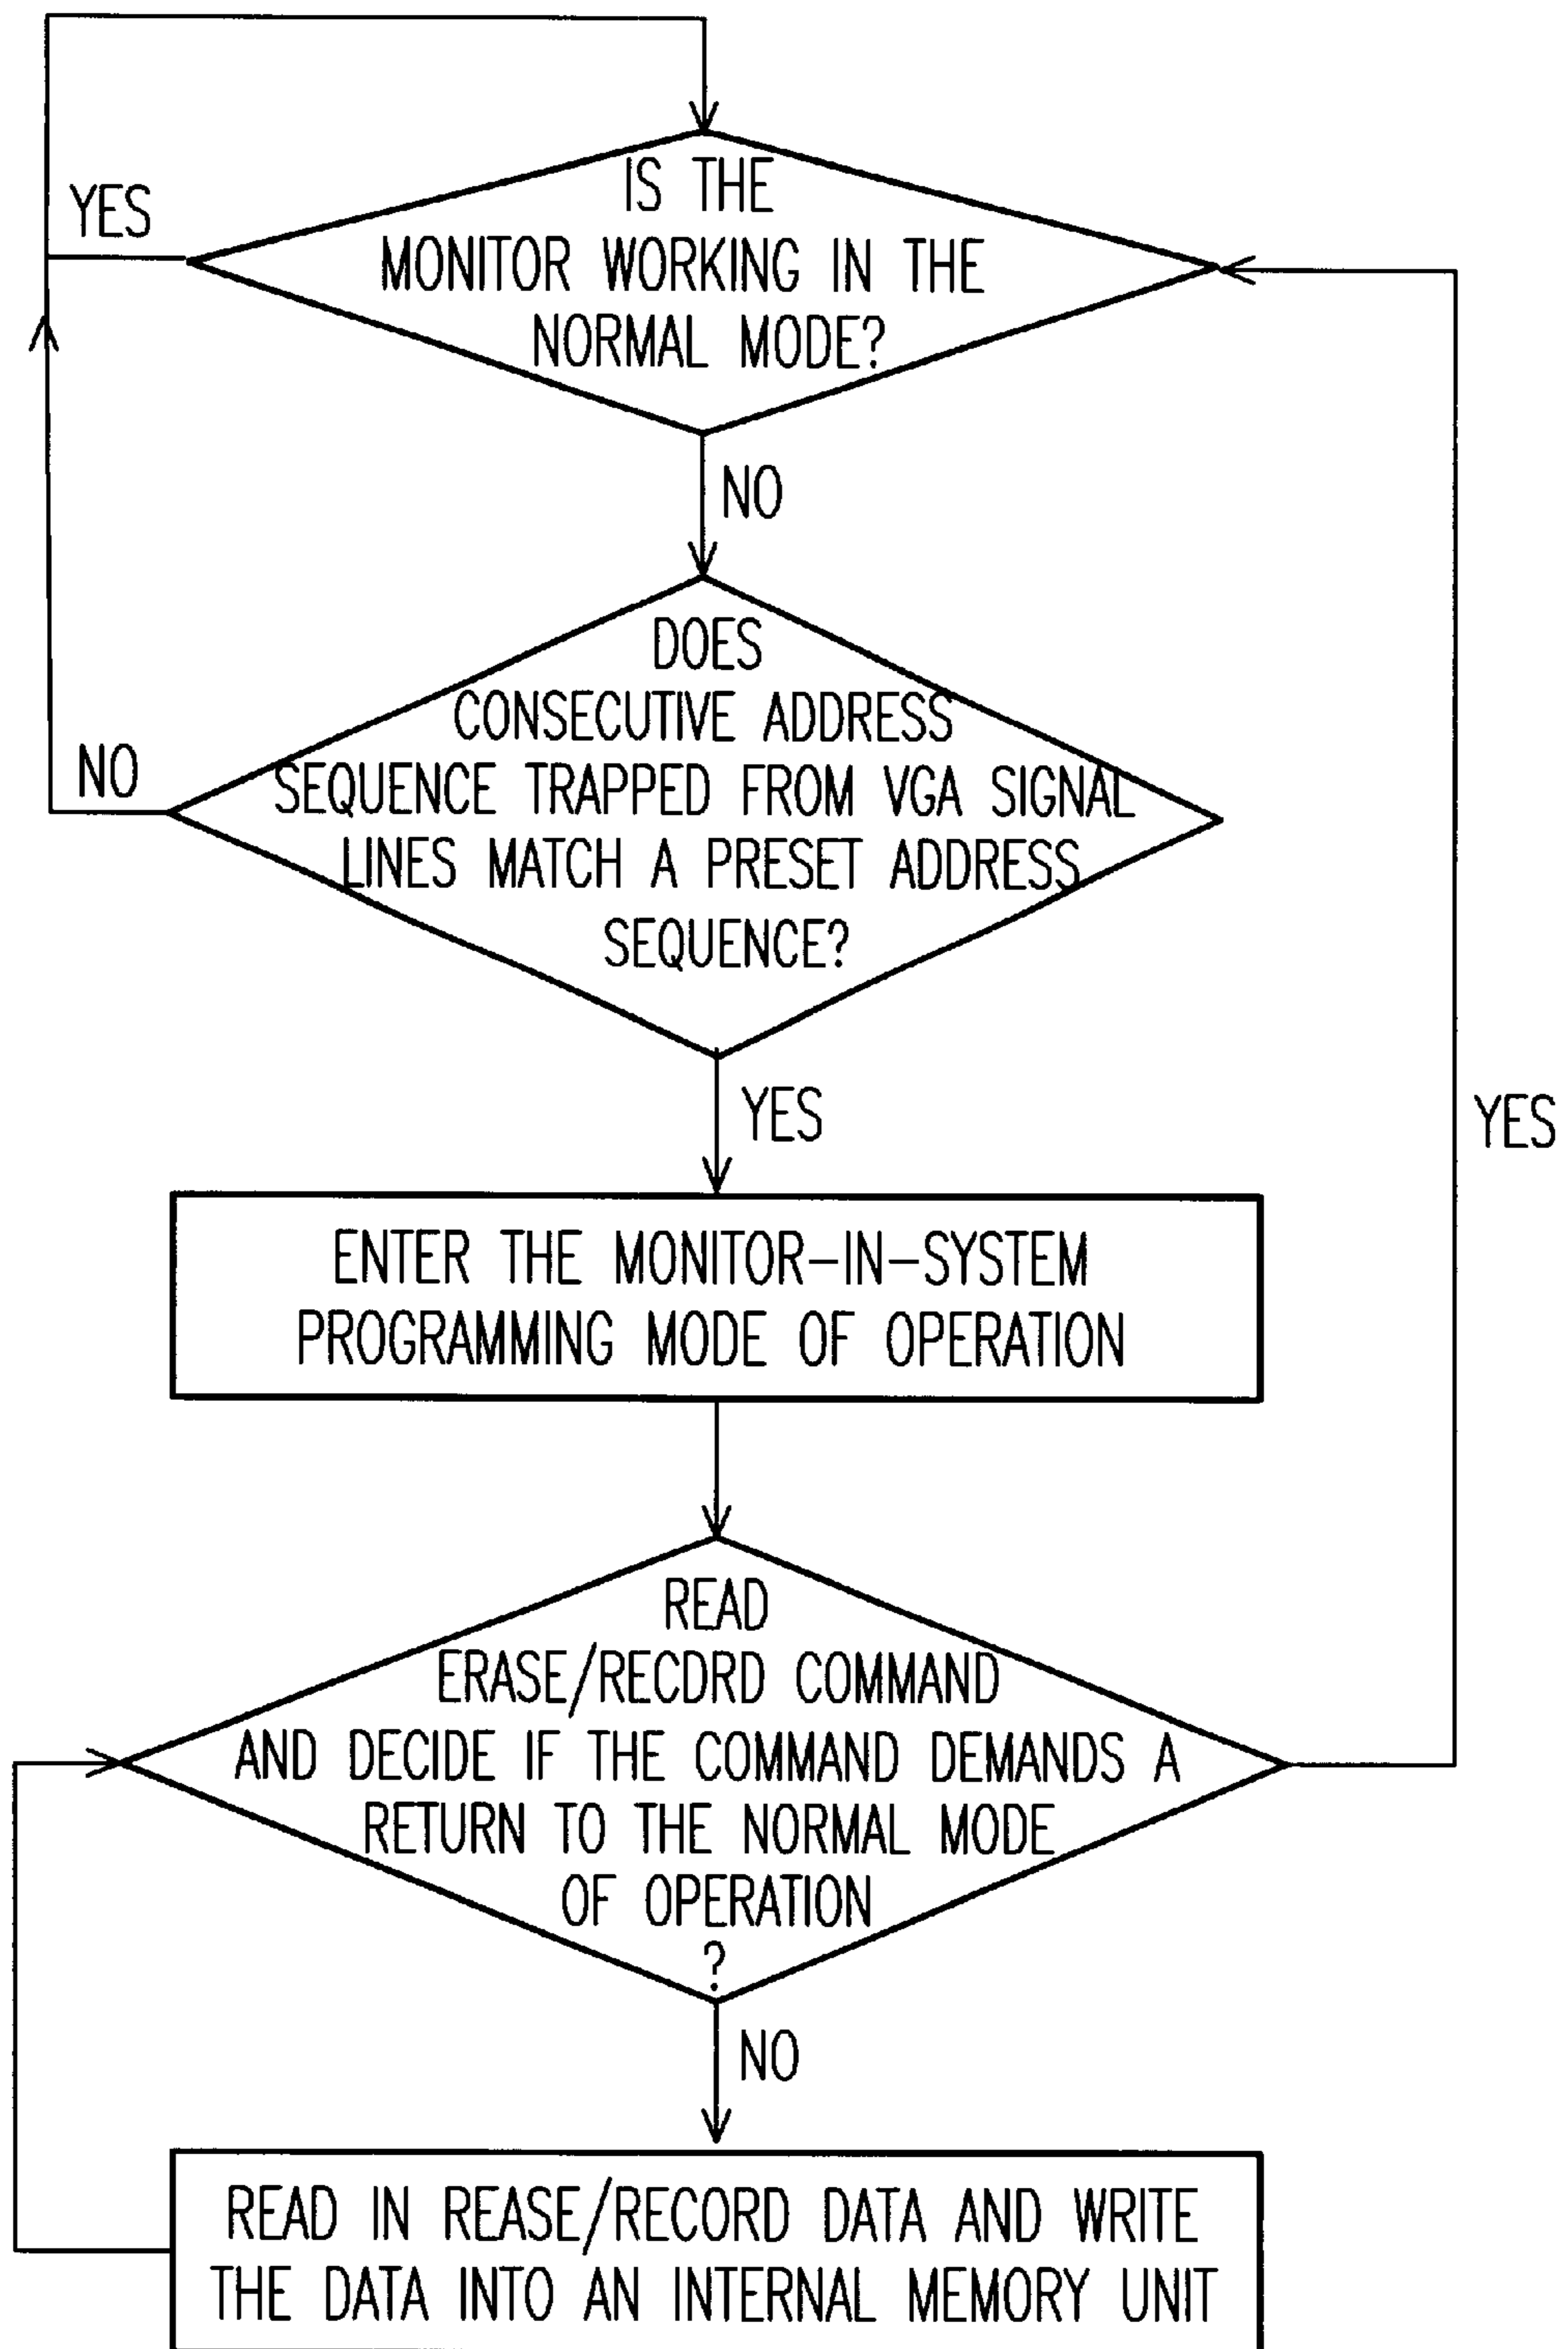 IS THE
MONITOR WORKING IN THE
NORMAL MODE?
YES
NO
DOES
CONSECUTIVE ADDRESS
SEQUENCE TRAPPED FROM VGA SIGNAL
LINES MATCH A PRESET ADDRESS
SEQUENCE?
NO
YES
YES
ENTER THE MONITOR-IN-SYSTEM
PROGRAMMING MODE OF OPERATION
READ
ERASE/RECDRD COMMAND
AND DECIDE IF THE COMMAND DEMANDS A
RETURN TO THE NORMAL MODE
OF OPERATION
?
NO
READ IN REASE/RECORD DATA AND WRITE
THE DATA INTO AN INTERNAL MEMORY UNIT